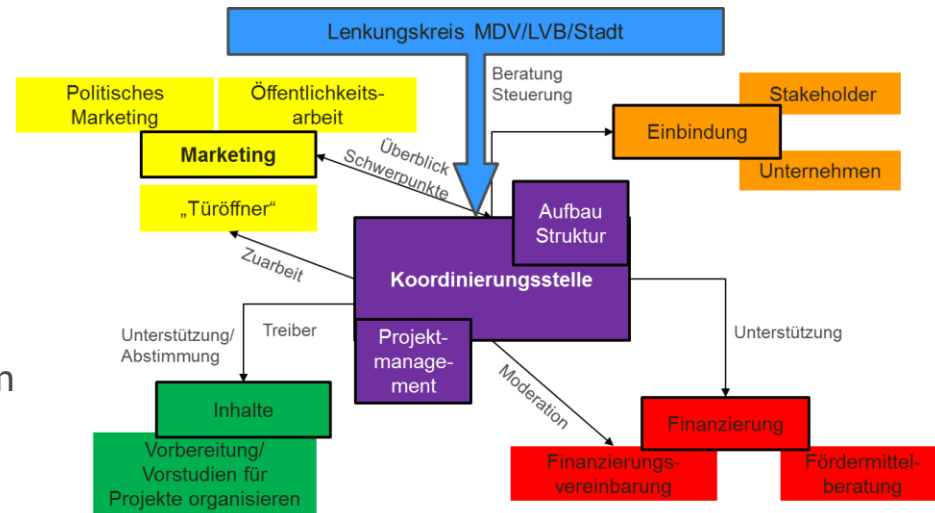 Lenkungskreis MDV/LVB/Stadt
Beratung
Steuerung
Politisches
Marketing
Öffentlichkeits-
arbeit
Marketing
„Türöffner“
Überblick
Schwerpunkte
Zuarbeit
Stakeholder
Einbindung
Unternehmen
Aufbau
Struktur
Koordinierungsstelle
Projekt-
manage-
ment
Unterstützung/
Abstimmung
Treiber
Inhalte
Vorbereitung/
Vorstudien für
Projekte organisieren
Moderation
Unterstützung
Finanzierung
Finanzierungs-
vereinbarung
Fördermittel-
beratung